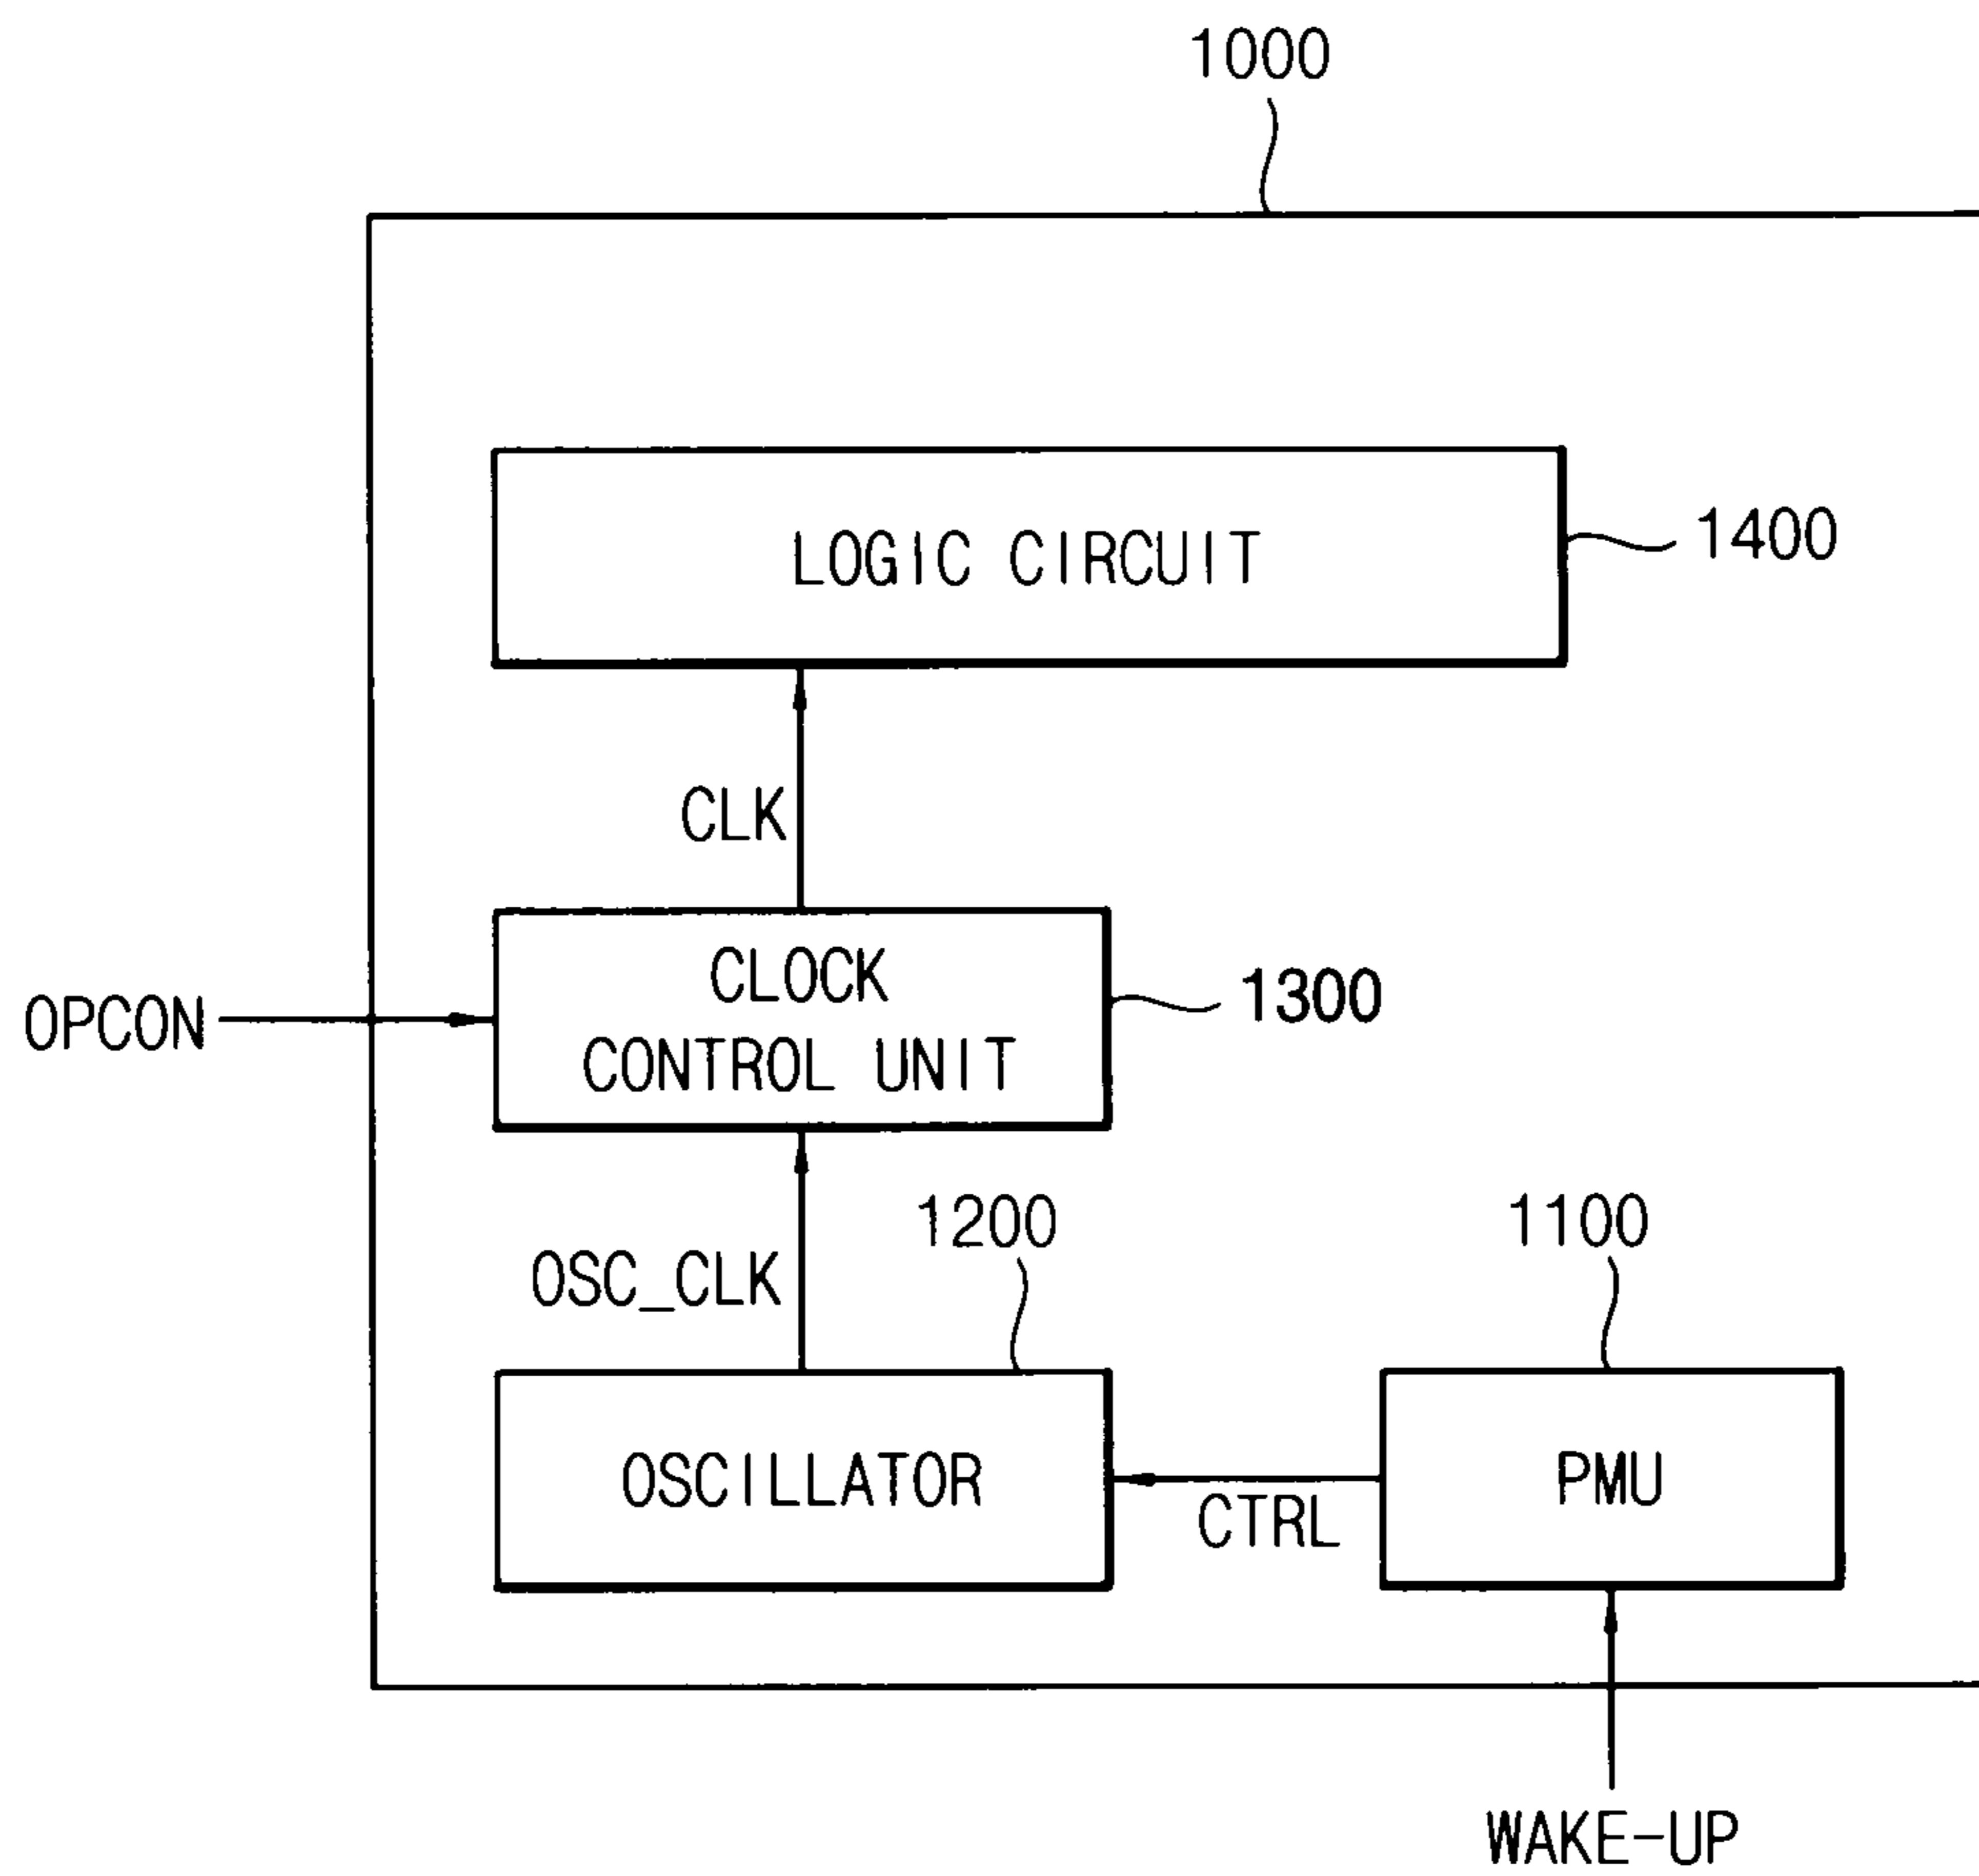 1000
LOGIC CIRCUIT
1400
CLK
CLOCK
CONTROL UNIT
1300
OPCON
1200
1100
OSC_CLK
OSCILLATOR
PMU
CTRL
WAKE-UP